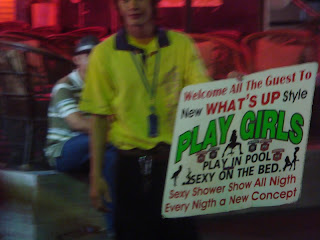 Welcome All The Guest To
New WHAT'S UP Style
PLAY GIRLS
PLAY IN POOL
SEXY ON THE BED.
Sexy Shower Show All Nigth
Every Nigth a New Concept